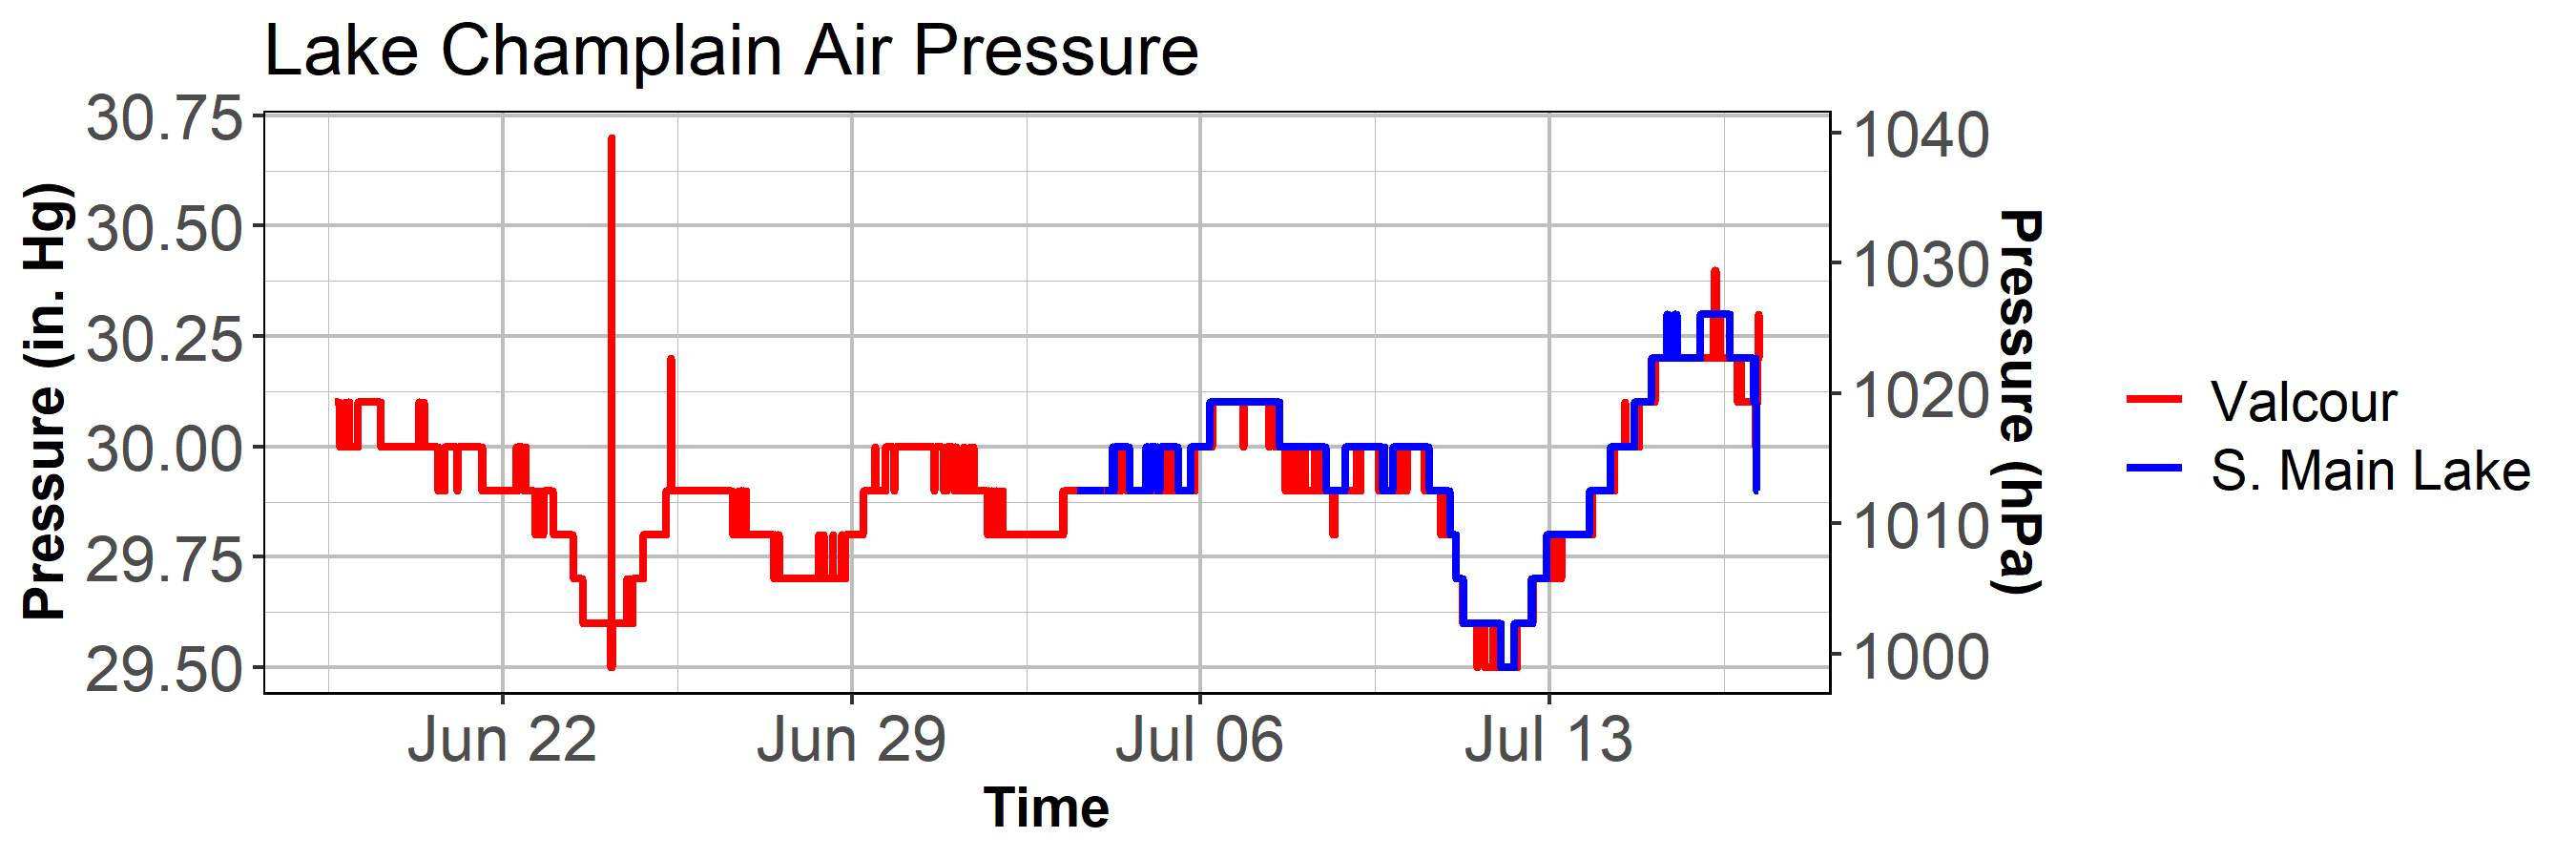 Lake Champlain Air Pressure
30.75
30.50
30.25
30.00
29.75
29.50
Pressure (in. Hg)
1040
1030
1020
1010
1000
Pressure (hPa)
Jun 22
Jun 29
Jul 06
Jul 13
Time
Valcour
S. Main Lake